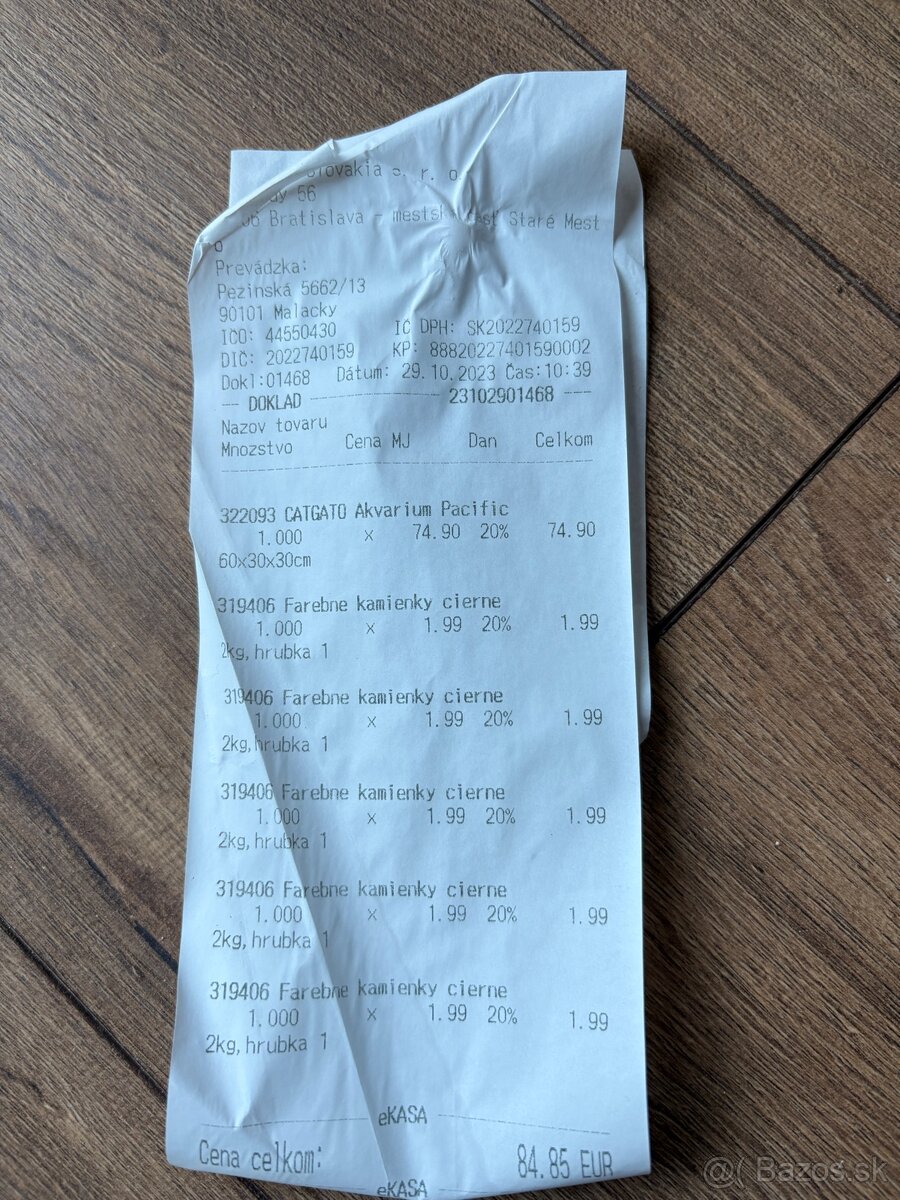 Slovakia s. r. o.
56
Bratislava - mestská časť Staré Mest
o
Prevádzka:
Pezinská 5662/13
90101 Malacky
IČO: 44550430 IČ DPH: SK2022740159
DIČ: 2022740159 KP: 88820227401590002
Dokl:01468 Dátum: 29.10.2023 Čas:10:39
--- DOKLAD --- 23102901468 ---
Nazov tovaru
Mnozstvo Cena MJ Dan Celkom
322093 CATGATO Akvarium Pacific
1.000 x 74.90 20% 74.90
60x30x30cm
319406 Farebne kamienky cierne
1.000 x 1.99 20% 1.99
2kg,hrubka 1
319406 Farebne kamienky cierne
1.000 x 1.99 20% 1.99
2kg,hrubka 1
319406 Farebne kamienky cierne
1.000 x 1.99 20% 1.99
2kg,hrubka 1
319406 Farebne kamienky cierne
1.000 x 1.99 20% 1.99
2kg,hrubka 1
319406 Farebne kamienky cierne
1.000 x 1.99 20% 1.99
2kg,hrubka 1
eKASA
Cena celkom: 84.85 EUR
eKASA
@( Bazoš.sk